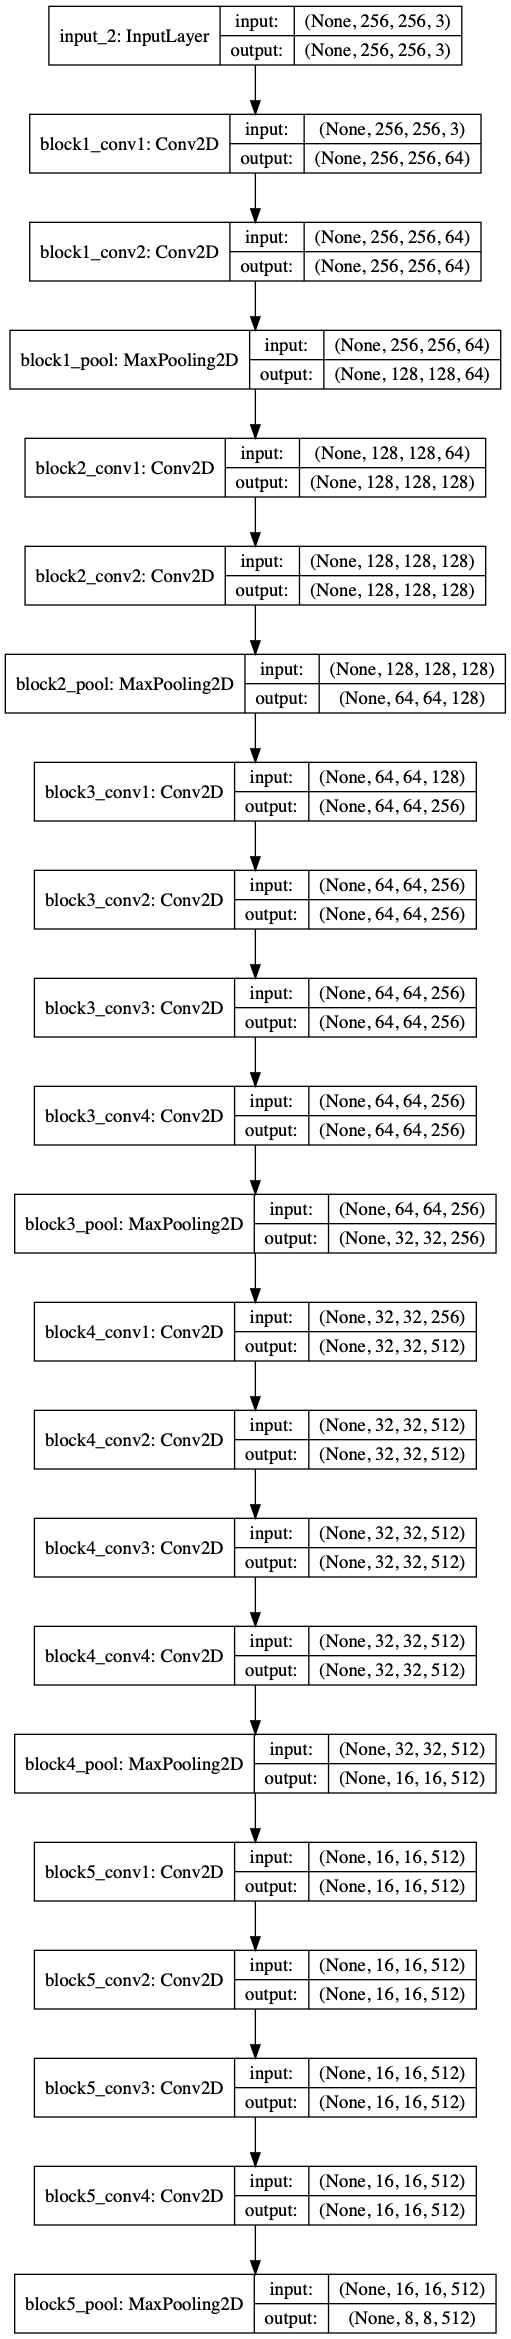 input_2: InputLayer
input: (None, 256, 256, 3)
output: (None, 256, 256, 3)
block1_conv1: Conv2D
input: (None, 256, 256, 3)
output: (None, 256, 256, 64)
block1_conv2: Conv2D
input: (None, 256, 256, 64)
output: (None, 256, 256, 64)
block1_pool: MaxPooling2D
input: (None, 256, 256, 64)
output: (None, 128, 128, 64)
block2_conv1: Conv2D
input: (None, 128, 128, 64)
output: (None, 128, 128, 128)
block2_conv2: Conv2D
input: (None, 128, 128, 128)
output: (None, 128, 128, 128)
block2_pool: MaxPooling2D
input: (None, 128, 128, 128)
output: (None, 64, 64, 128)
block3_conv1: Conv2D
input: (None, 64, 64, 128)
output: (None, 64, 64, 256)
block3_conv2: Conv2D
input: (None, 64, 64, 256)
output: (None, 64, 64, 256)
block3_conv3: Conv2D
input: (None, 64, 64, 256)
output: (None, 64, 64, 256)
block3_conv4: Conv2D
input: (None, 64, 64, 256)
output: (None, 64, 64, 256)
block3_pool: MaxPooling2D
input: (None, 64, 64, 256)
output: (None, 32, 32, 256)
block4_conv1: Conv2D
input: (None, 32, 32, 256)
output: (None, 32, 32, 512)
block4_conv2: Conv2D
input: (None, 32, 32, 512)
output: (None, 32, 32, 512)
block4_conv3: Conv2D
input: (None, 32, 32, 512)
output: (None, 32, 32, 512)
block4_conv4: Conv2D
input: (None, 32, 32, 512)
output: (None, 32, 32, 512)
block4_pool: MaxPooling2D
input: (None, 32, 32, 512)
output: (None, 16, 16, 512)
block5_conv1: Conv2D
input: (None, 16, 16, 512)
output: (None, 16, 16, 512)
block5_conv2: Conv2D
input: (None, 16, 16, 512)
output: (None, 16, 16, 512)
block5_conv3: Conv2D
input: (None, 16, 16, 512)
output: (None, 16, 16, 512)
block5_conv4: Conv2D
input: (None, 16, 16, 512)
output: (None, 16, 16, 512)
block5_pool: MaxPooling2D
input: (None, 16, 16, 512)
output: (None, 8, 8, 512)